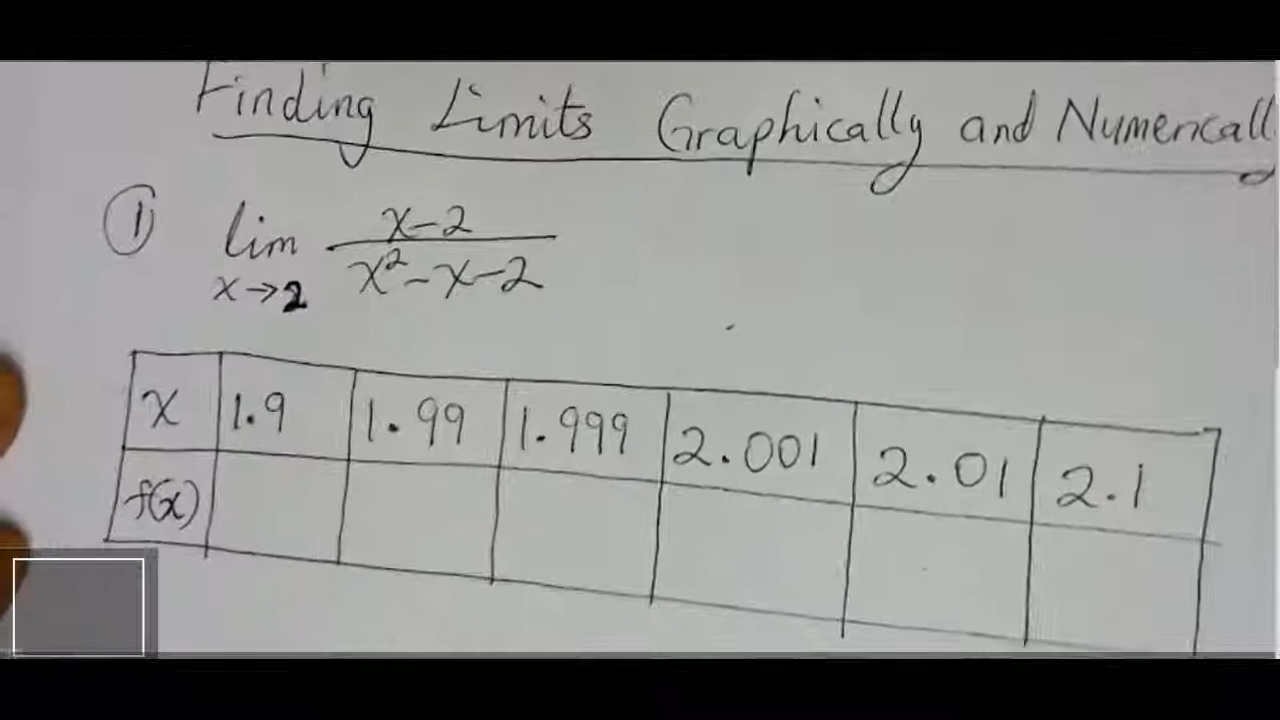 Finding Limits Graphically and Numericall
① lim x→2 x-2 / x²-x-2
x 1.9 1.99 1.999 2.001 2.01 2.1
f(x)